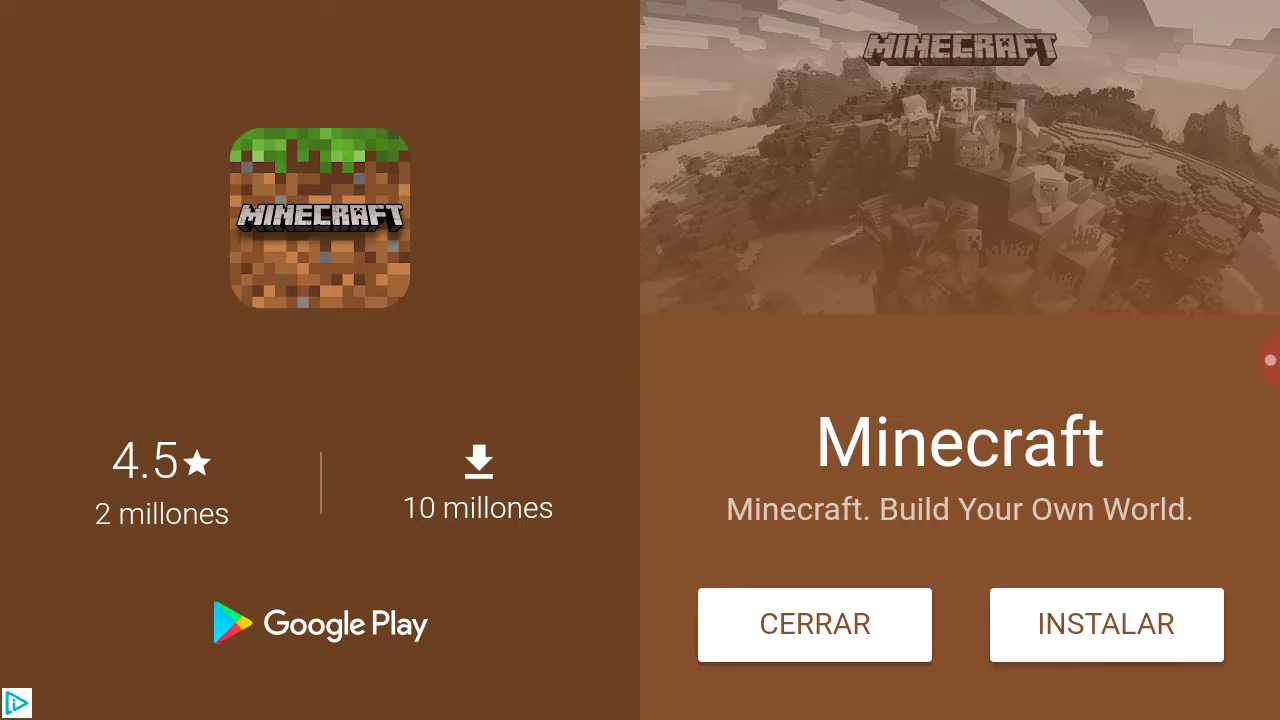 MINECRAFT
4.5★
2 millones
10 millones
Google Play
MINECRAFT
Minecraft
Minecraft. Build Your Own World.
CERRAR
INSTALAR